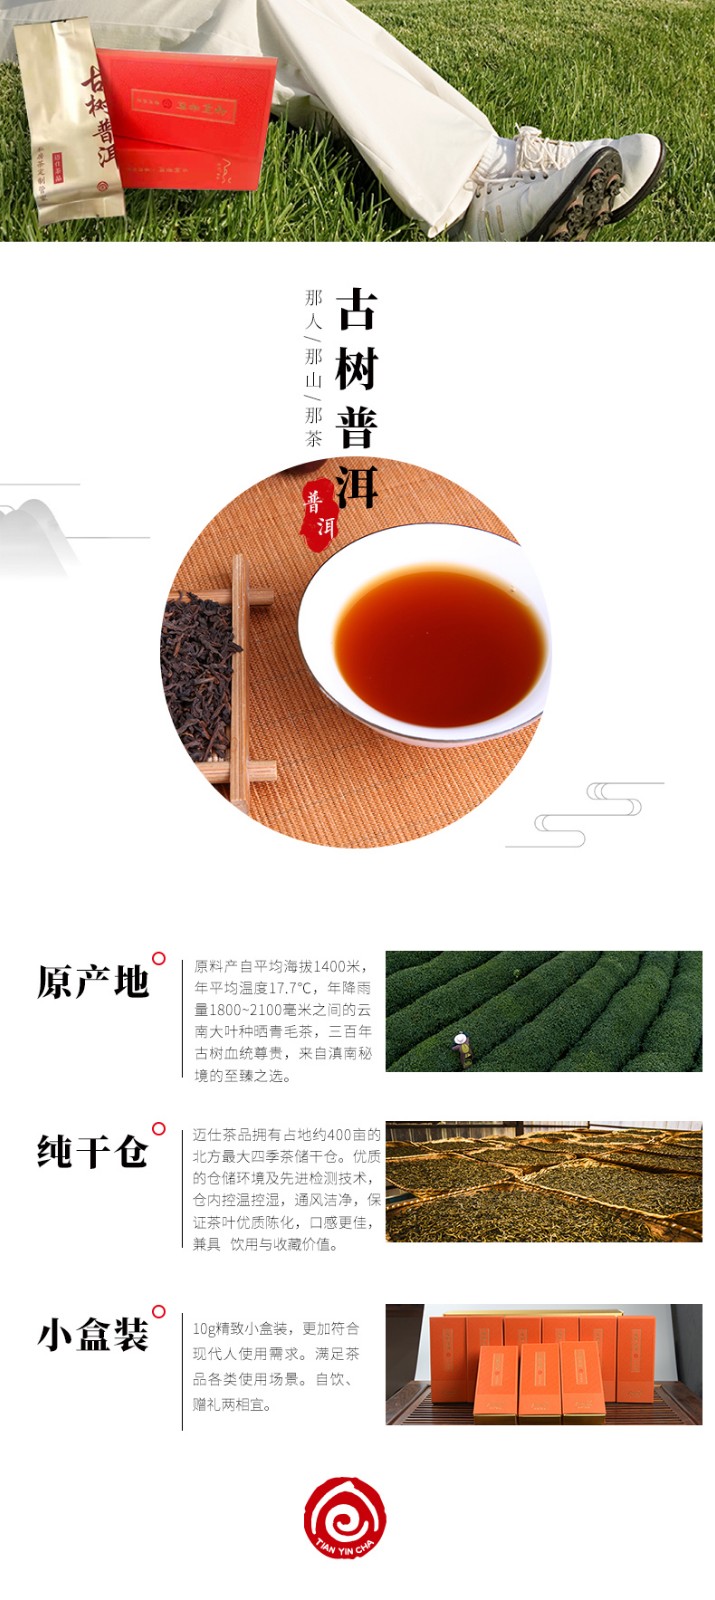 古树普洱
古树普洱
那人/那山/那茶
普洱
原产地
原料产自平均海拔1400米，
年平均温度17.7℃，年降雨
量1800~2100毫米之间的云
南大叶种晒青毛茶，三百年
古树血统尊贵，来自滇南秘
境的至臻之选。
纯干仓
迈仕茶品拥有占地约400亩的
北方最大四季茶储干仓。优质
的仓储环境及先进检测技术，
仓内控温控湿，通风洁净，保
证茶叶优质陈化，口感更佳，
兼具 饮用与收藏价值。
小盒装
10g精致小盒装，更加符合
现代人使用需求。满足茶
品各类使用场景。自饮、
赠礼两相宜。
TIAN YIN CHA